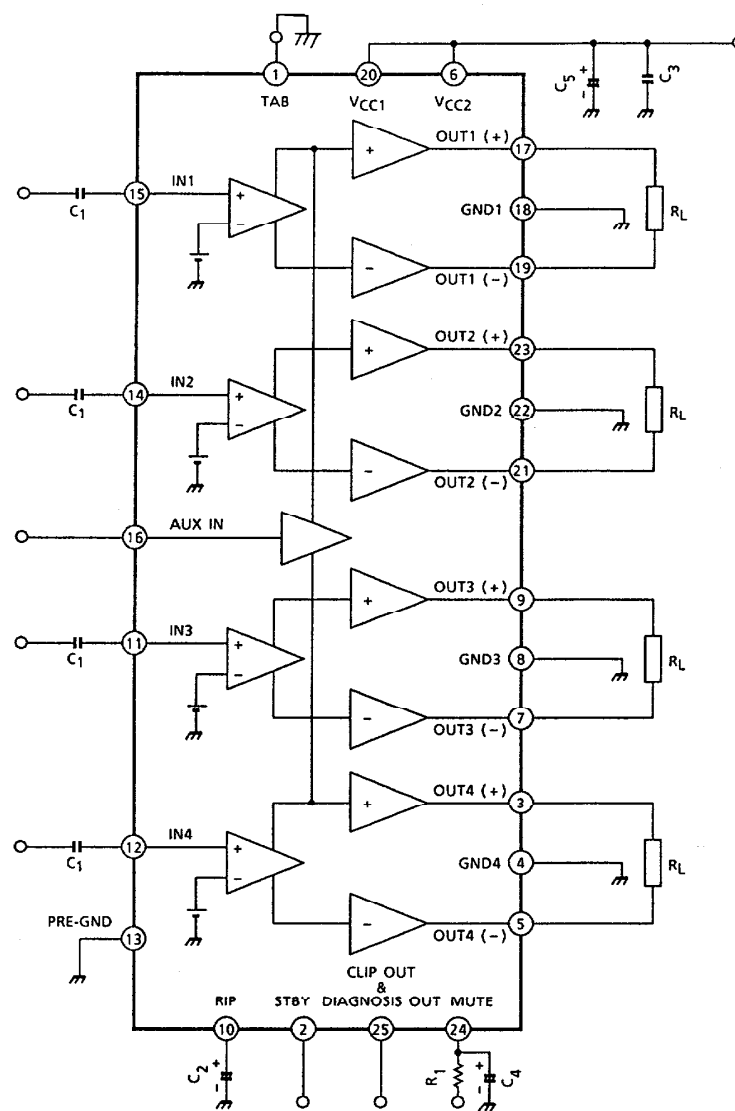 1 20 6
TAB VCC1 VCC2
C5 + -
C3
OUT1 (+) 17
+
C1 15 IN1
+
-
GND1 18
RL
-
OUT1 (-) 19
OUT2 (+) 23
+
C1 14 IN2
+
-
GND2 22
RL
-
OUT2 (-) 21
16 AUX IN
OUT3 (+) 9
+
C1 11 IN3
+
-
GND3 8
RL
-
OUT3 (-) 7
OUT4 (+) 3
+
C1 12 IN4
+
-
GND4 4
RL
-
OUT4 (-) 5
PRE-GND
13
CLIP OUT
&
RIP STBY DIAGNOSIS OUT MUTE
10 2 25 24
C2 + -
R1
C4 + -